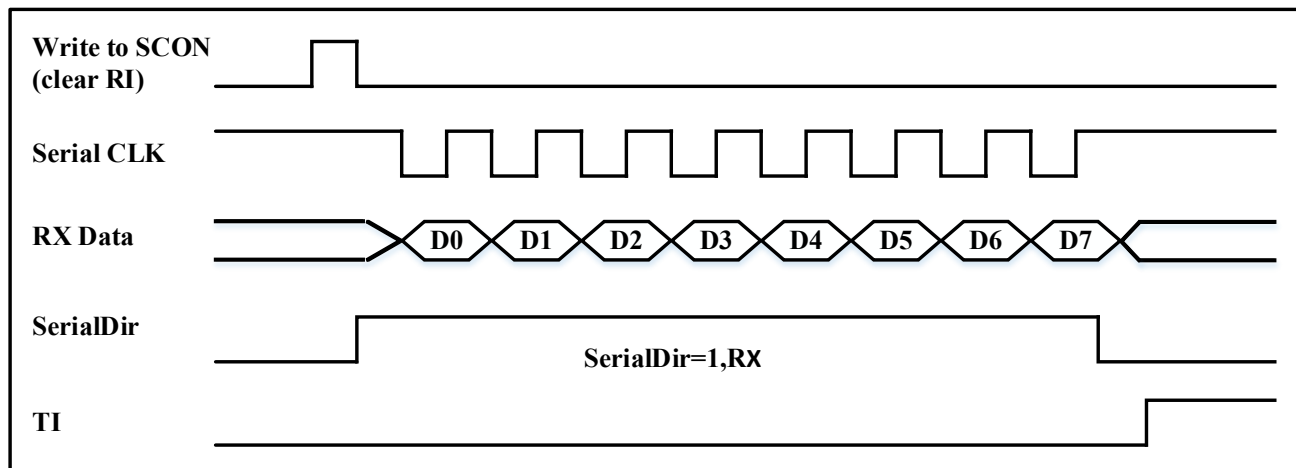 Write to SCON
(clear RI)
Serial CLK
RX Data
D0 D1 D2 D3 D4 D5 D6 D7
SerialDir
SerialDir=1,RX
TI